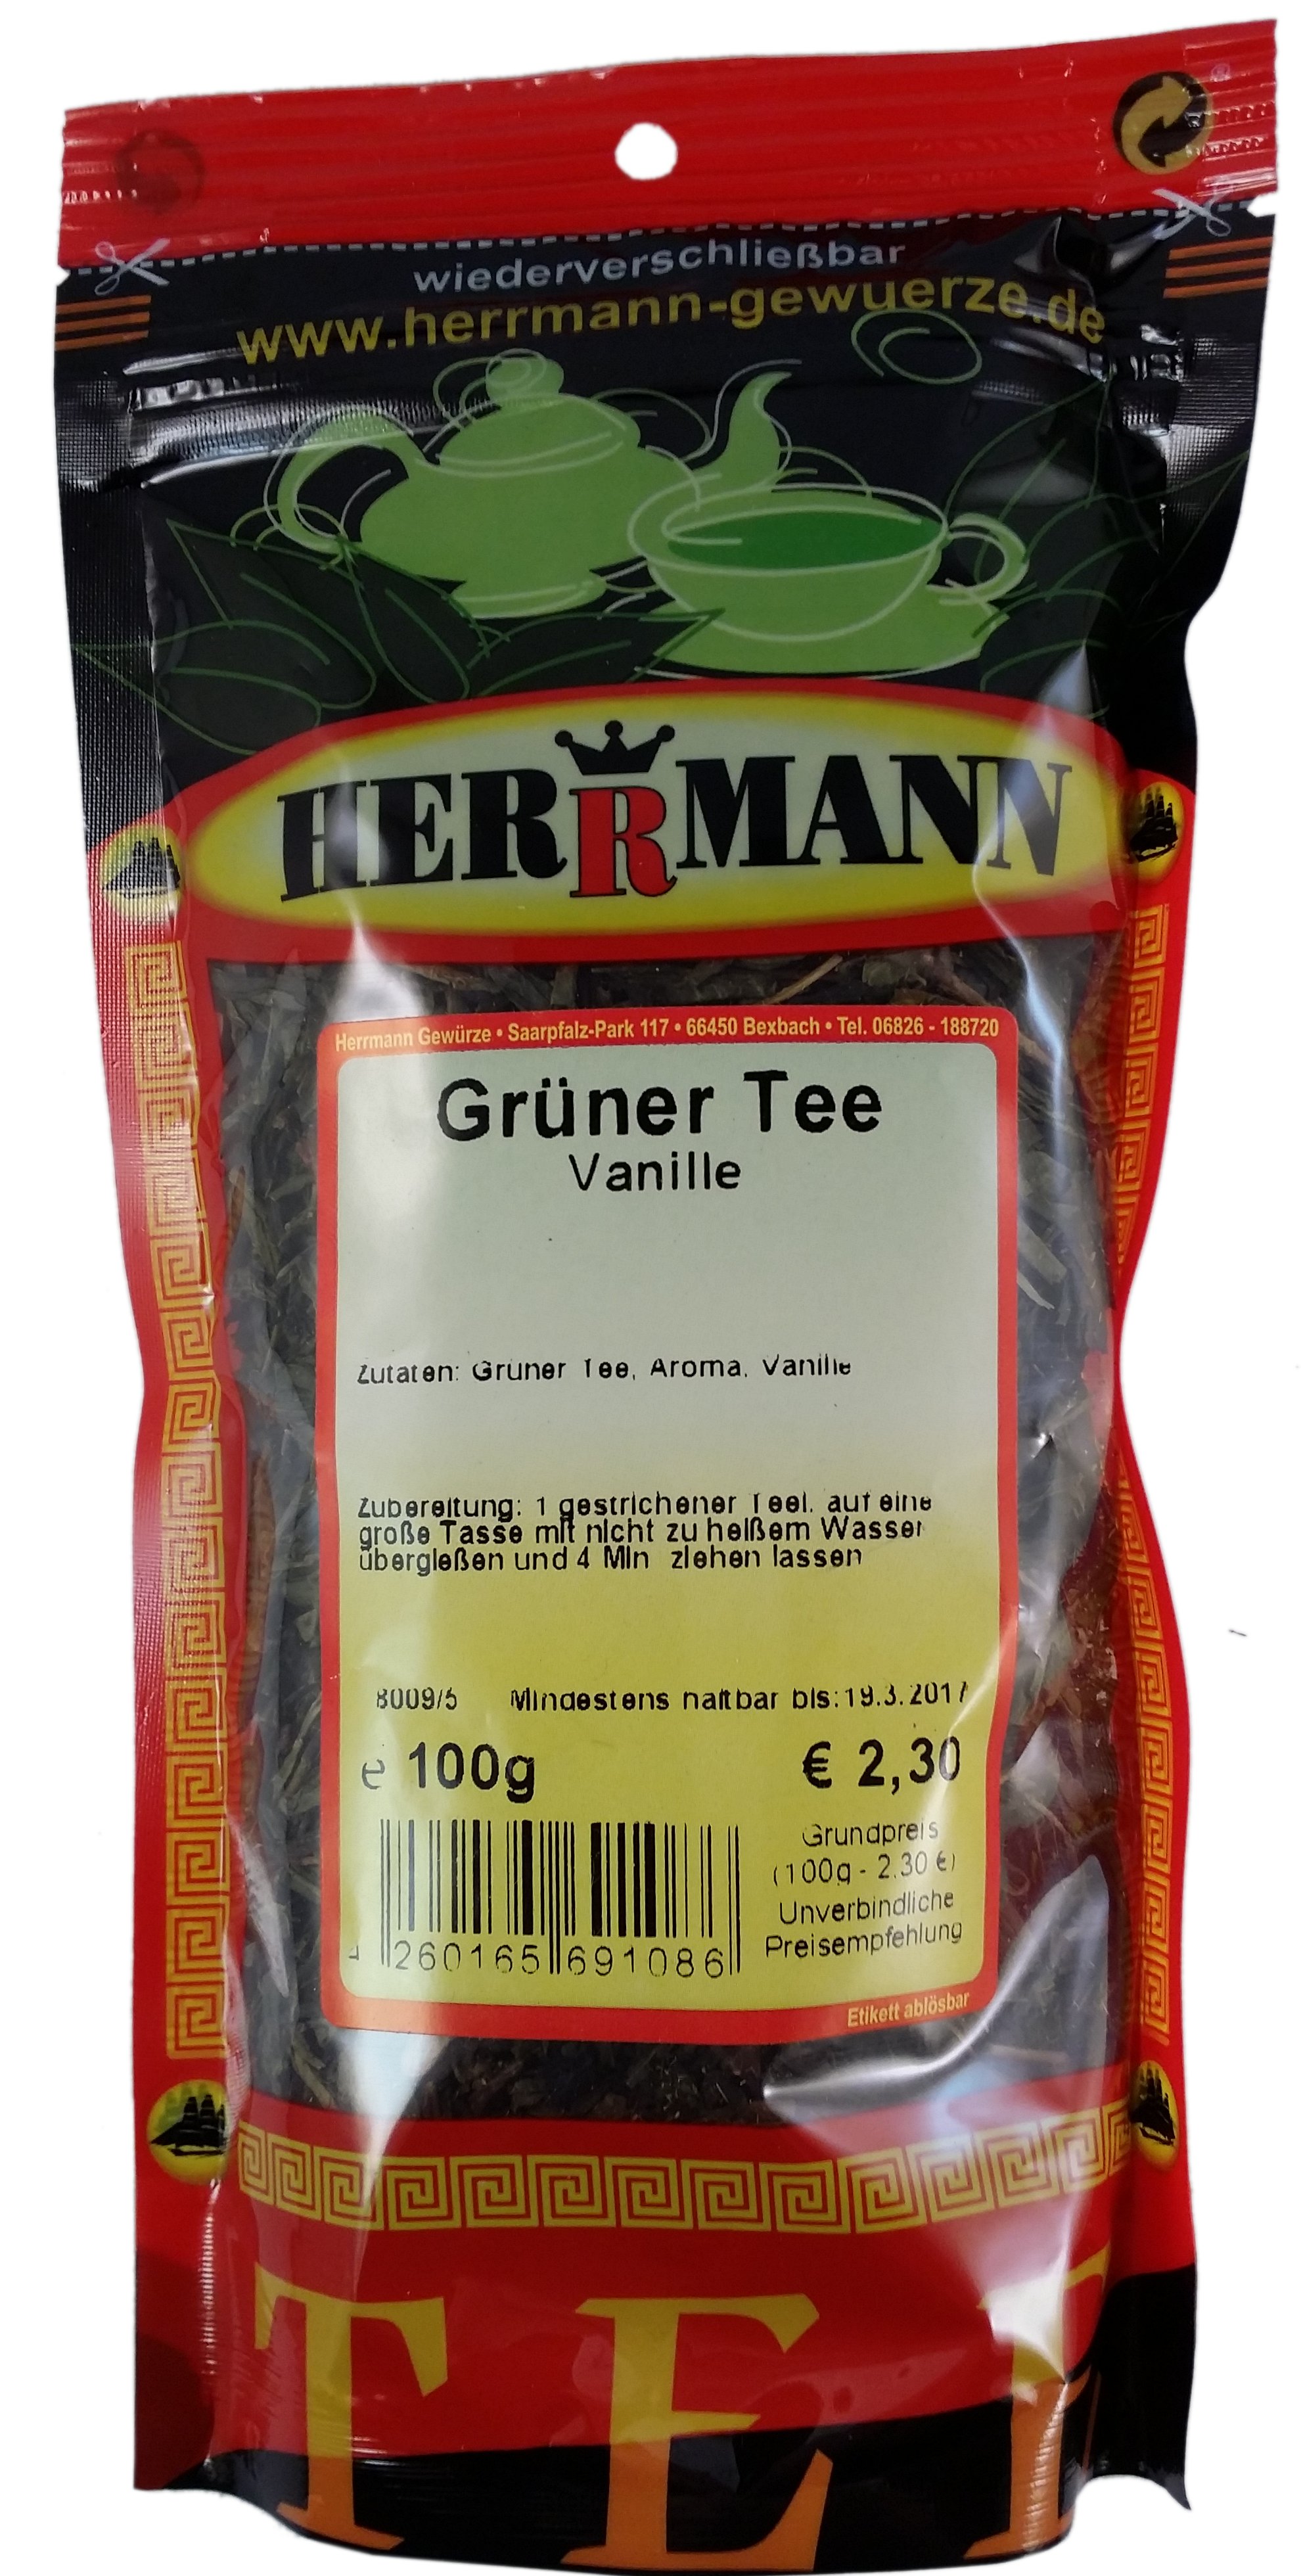 wiederverschließbar
www.herrmann-gewuerze.de
HERRMANN
Herrmann Gewürze • Saarpfalz-Park 117 • 66450 Bexbach • Tel. 06826 - 188720
Grüner Tee
Vanille
Zutaten: Grüner Tee, Aroma, Vanille
Zubereitung: 1 gestrichener Teel. auf eine
große Tasse mit nicht zu heißem Wasser
übergießen und 4 Min ziehen lassen
8009/5 Mindestens haltbar bis:19.3.2017
e 100g € 2,30
Grundpreis
(100g - 2.30 €)
Unverbindliche
Preisempfehlung
4 260165 691086
Etikett ablösbar
TEE